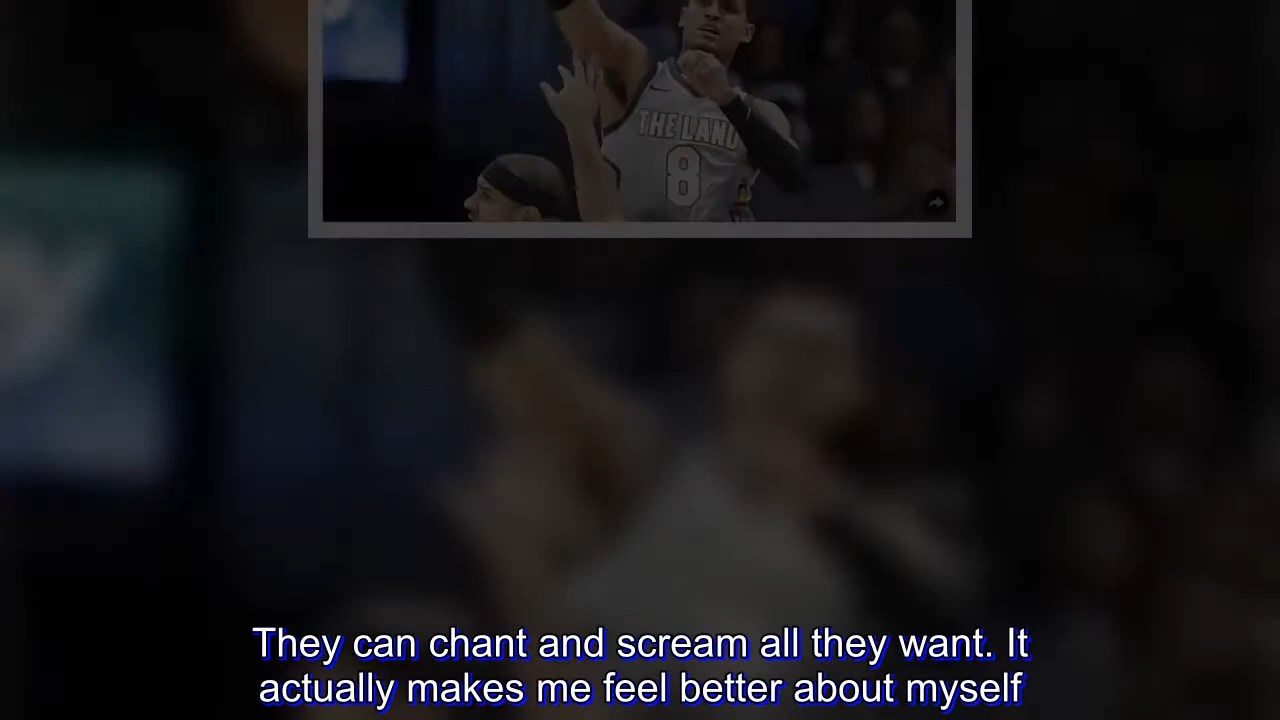 THE LAND
8
They can chant and scream all they want. It
actually makes me feel better about myself